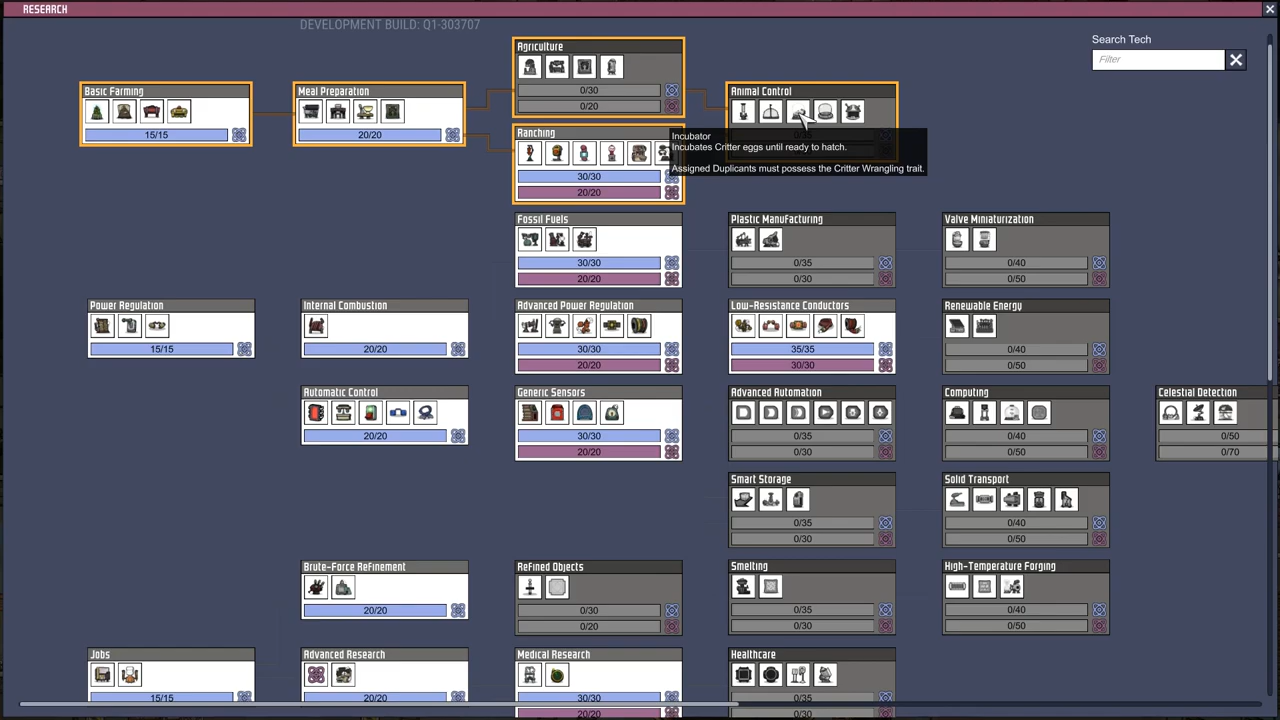 RESEARCH
DEVELOPMENT BUILD: Q1-303707
Search Tech
Filter
Agriculture
0/30
0/20
Basic Farming
15/15
Meal Preparation
20/20
Animal Control
Ranching
30/30
20/20
Incubator
Incubates Critter eggs until ready to hatch.
Assigned Duplicants must possess the Critter Wrangling trait.
Fossil Fuels
30/30
20/20
Plastic Manufacturing
0/35
0/30
Valve Miniaturization
0/40
0/50
Power Regulation
15/15
Internal Combustion
20/20
Advanced Power Regulation
30/30
20/20
Low-Resistance Conductors
35/35
30/30
Renewable Energy
0/40
0/50
Automatic Control
20/20
Generic Sensors
30/30
20/20
Advanced Automation
0/35
0/30
Computing
0/40
0/50
Celestial Detection
0/50
0/70
Smart Storage
0/35
0/30
Solid Transport
0/40
0/50
Brute-Force Refinement
20/20
Refined Objects
0/30
0/20
Smelting
0/35
0/30
High-Temperature Forging
0/40
0/50
Jobs
15/15
Advanced Research
20/20
Medical Research
30/30
20/20
Healthcare
0/35
0/30